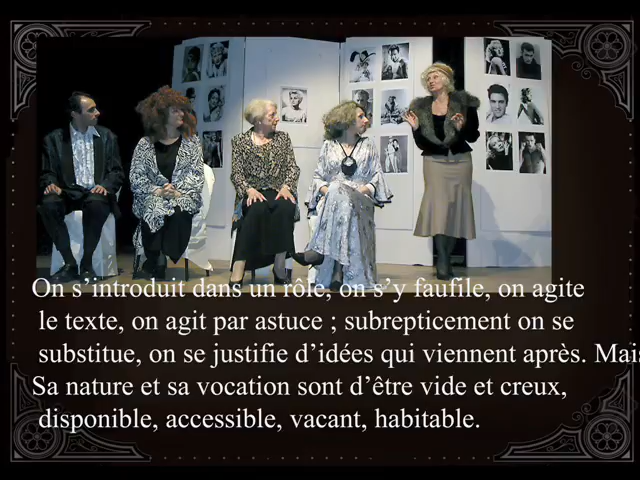 On s’introduit dans un rôle, on s’y faufile, on agite
le texte, on agit par astuce ; subrepticement on se
substitue, on se justifie d’idées qui viennent après. Mais
Sa nature et sa vocation sont d’être vide et creux,
disponible, accessible, vacant, habitable.